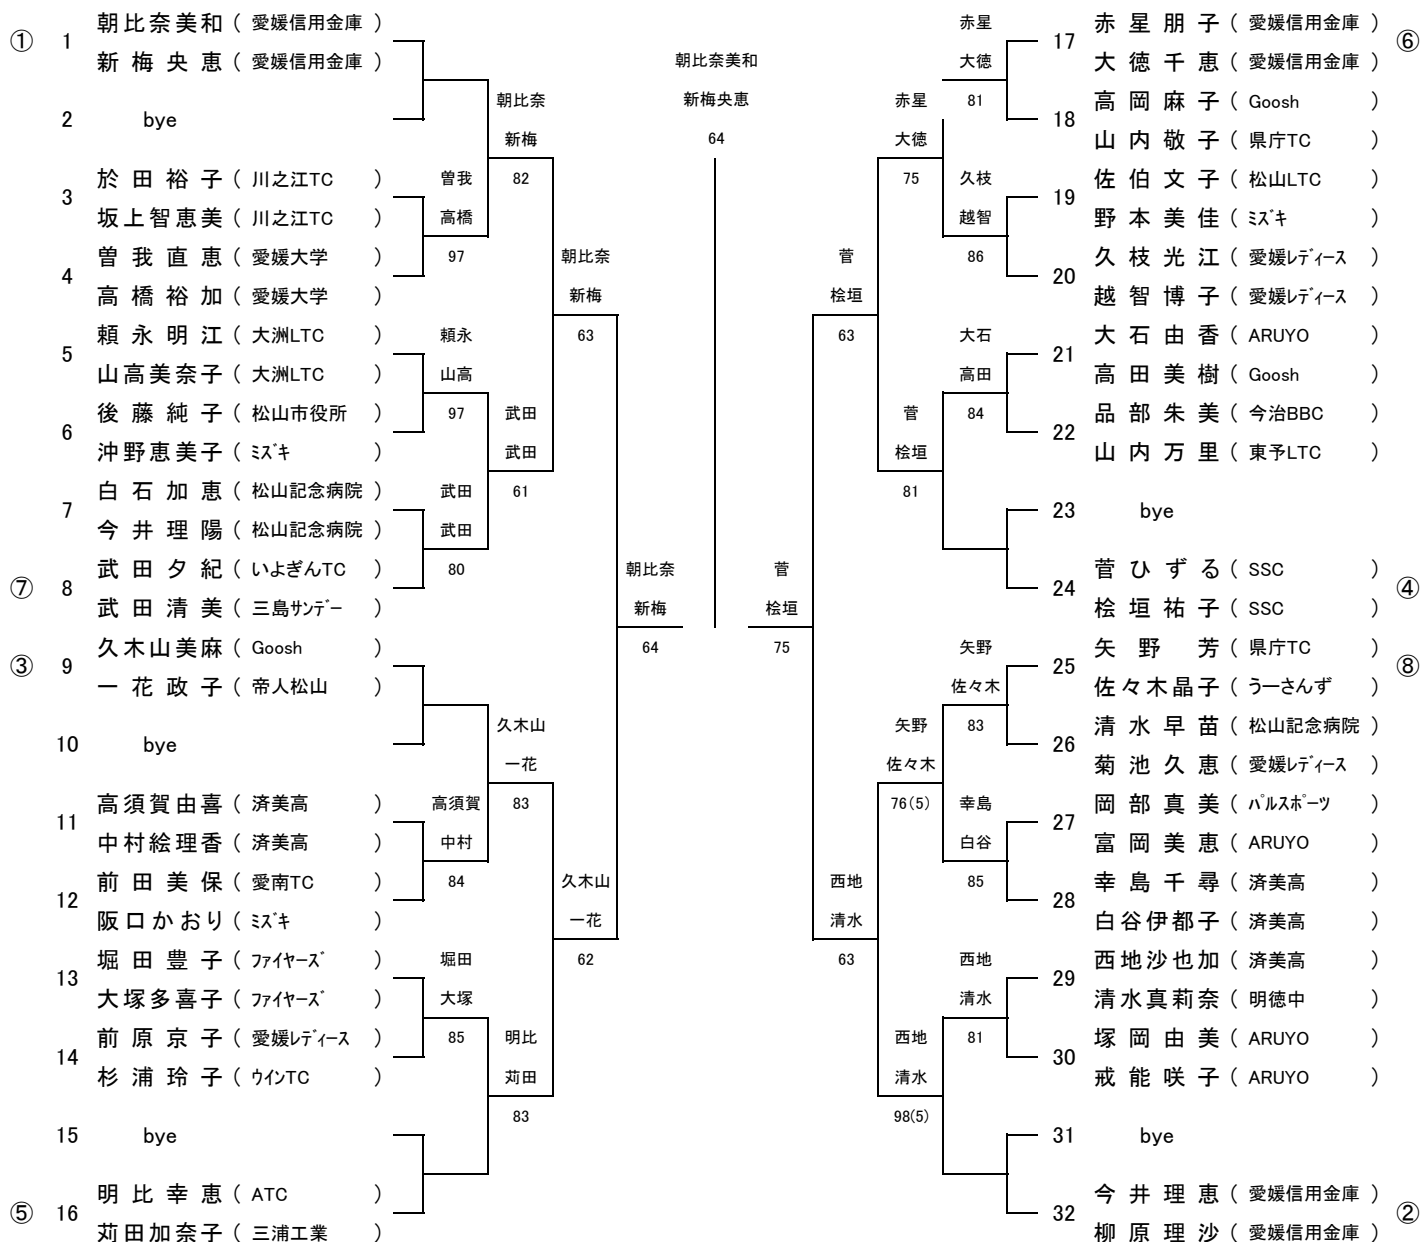 ① 1 朝比奈美和 ( 愛媛信用金庫 )
新梅央恵 ( 愛媛信用金庫 )
2 bye
3 於田裕子 ( 川之江TC )
坂上智恵美 ( 川之江TC )
4 曽我直恵 ( 愛媛大学 )
高橋裕加 ( 愛媛大学 )
5 頼永明江 ( 大洲LTC )
山高美奈子 ( 大洲LTC )
6 後藤純子 ( 松山市役所 )
沖野恵美子 ( ミズキ )
7 白石加恵 ( 松山記念病院 )
今井理陽 ( 松山記念病院 )
⑦ 8 武田夕紀 ( いよぎんTC )
武田清美 ( 三島サンデー )
③ 9 久木山美麻 ( Goosh )
一花政子 ( 帝人松山 )
10 bye
11 高須賀由喜 ( 済美高 )
中村絵理香 ( 済美高 )
12 前田美保 ( 愛南TC )
阪口かおり ( ミズキ )
13 堀田豊子 ( ファイヤーズ )
大塚多喜子 ( ファイヤーズ )
14 前原京子 ( 愛媛レディース )
杉浦玲子 ( ウインTC )
15 bye
⑤ 16 明比幸恵 ( ATC )
苅田加奈子 ( 三浦工業 )
曽我
高橋
97
頼永
山高
97
武田
武田
80
高須賀
中村
84
堀田
大塚
85
朝比奈
新梅
82
武田
武田
61
久木山
一花
83
明比
苅田
83
朝比奈
新梅
63
久木山
一花
62
朝比奈
新梅
64
朝比奈美和
新梅央恵
64
菅
桧垣
75
菅
桧垣
63
西地
清水
63
赤星
大徳
75
菅
桧垣
81
矢野
佐々木
76(5)
西地
清水
98(5)
赤星
大徳
81
久枝
越智
86
大石
高田
84
矢野
佐々木
83
幸島
白谷
85
西地
清水
81
17 赤星朋子 ( 愛媛信用金庫 ) ⑥
大徳千恵 ( 愛媛信用金庫 )
18 高岡麻子 ( Goosh )
山内敬子 ( 県庁TC )
19 佐伯文子 ( 松山LTC )
野本美佳 ( ミズキ )
20 久枝光江 ( 愛媛レディース )
越智博子 ( 愛媛レディース )
21 大石由香 ( ARUYO )
高田美樹 ( Goosh )
22 品部朱美 ( 今治BBC )
山内万里 ( 東予LTC )
23 bye
24 菅ひずる ( SSC ) ④
桧垣祐子 ( SSC )
25 矢野芳 ( 県庁TC ) ⑧
佐々木晶子 ( うーさんず )
26 清水早苗 ( 松山記念病院 )
菊池久恵 ( 愛媛レディース )
27 岡部真美 ( パルスポーツ )
富岡美恵 ( ARUYO )
28 幸島千尋 ( 済美高 )
白谷伊都子 ( 済美高 )
29 西地沙也加 ( 済美高 )
清水真莉奈 ( 明徳中 )
30 塚岡由美 ( ARUYO )
戒能咲子 ( ARUYO )
31 bye
32 今井理恵 ( 愛媛信用金庫 ) ②
柳原理沙 ( 愛媛信用金庫 )